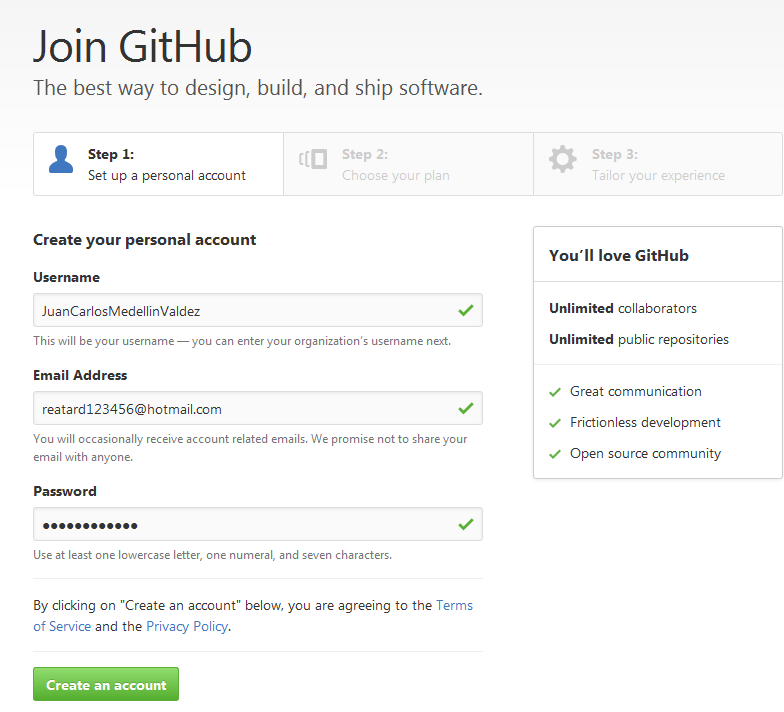 Join GitHub
The best way to design, build, and ship software.
Step 1:
Set up a personal account
Step 2:
Choose your plan
Step 3:
Tailor your experience
Create your personal account
Username
JuanCarlosMedellinValdez
This will be your username — you can enter your organization's username next.
Email Address
reatard123456@hotmail.com
You will occasionally receive account related emails. We promise not to share your
email with anyone.
Password
●●●●●●●●●●●●
Use at least one lowercase letter, one numeral, and seven characters.
By clicking on "Create an account" below, you are agreeing to the Terms
of Service and the Privacy Policy.
Create an account
You'll love GitHub
Unlimited collaborators
Unlimited public repositories
Great communication
Frictionless development
Open source community